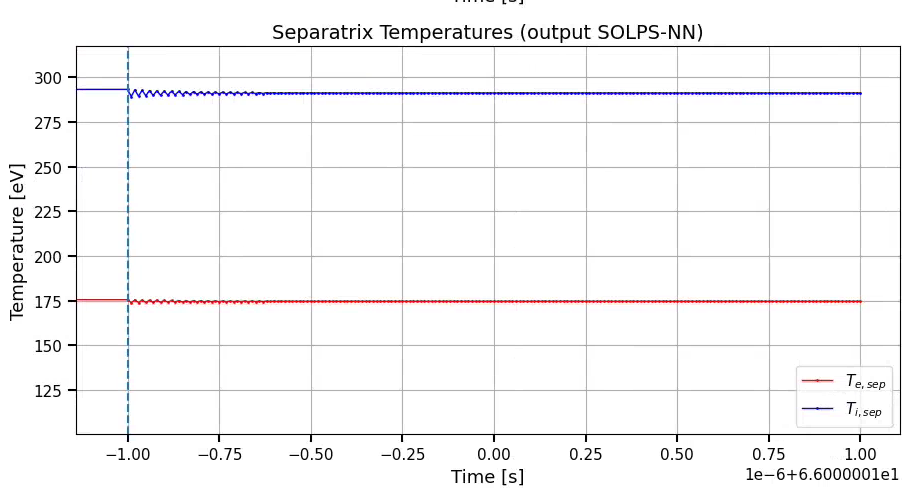 Time [s]
Separatrix Temperatures (output SOLPS-NN)
Temperature [eV]
300
275
250
225
200
175
150
125
T_{e,sep}
T_{i,sep}
−1.00 −0.75 −0.50 −0.25 0.00 0.25 0.50 0.75 1.00
Time [s]
1e−6+6.6000001e1